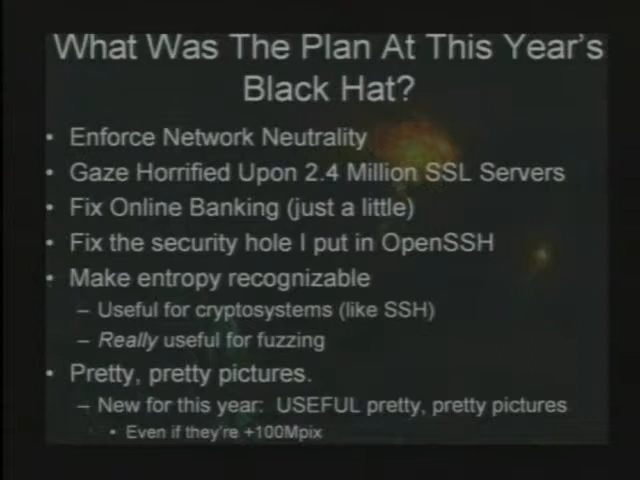 What Was The Plan At This Year's
Black Hat?
• Enforce Network Neutrality
• Gaze Horrified Upon 2.4 Million SSL Servers
• Fix Online Banking (just a little)
• Fix the security hole I put in OpenSSH
• Make entropy recognizable
– Useful for cryptosystems (like SSH)
– Really useful for fuzzing
• Pretty, pretty pictures.
– New for this year:  USEFUL pretty, pretty pictures
• Even if they're +100Mpix